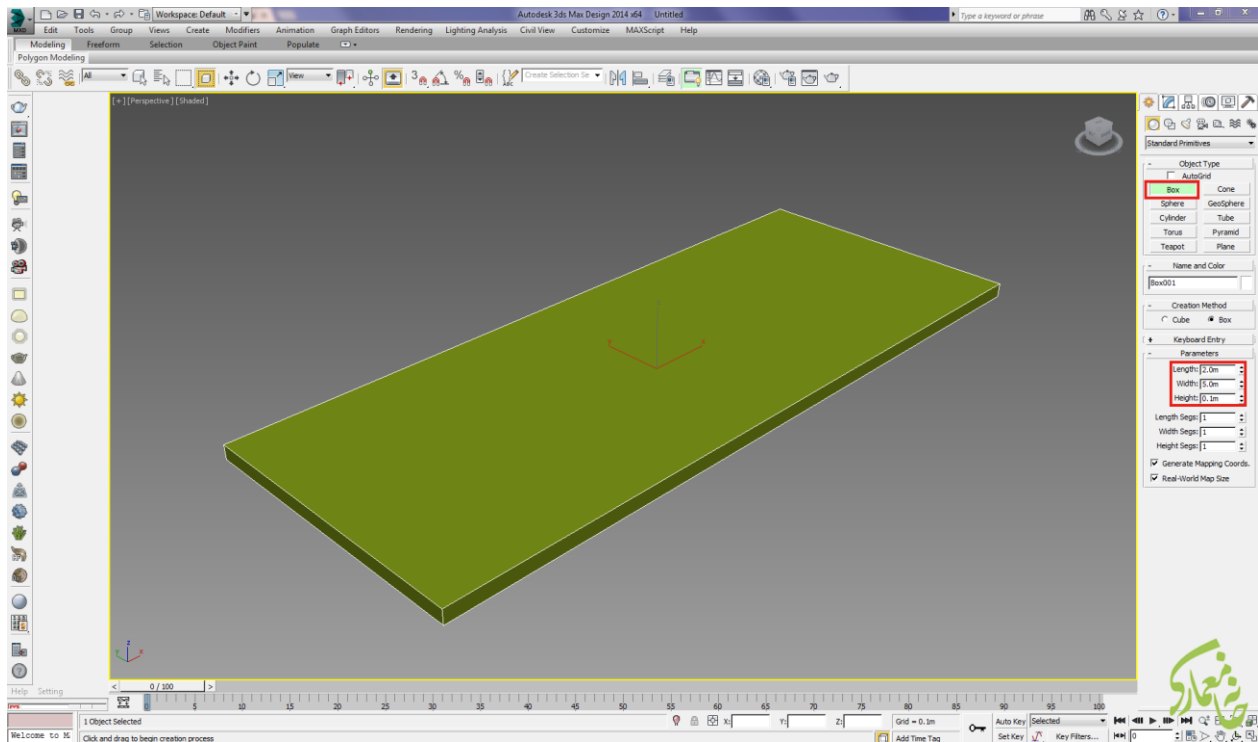 Workspace: Default
Autodesk 3ds Max Design 2014 x64 Untitled
Type a keyword or phrase
MXD
Edit Tools Group Views Create Modifiers Animation Graph Editors Rendering Lighting Analysis Civil View Customize MAXScript Help
Modeling Freeform Selection Object Paint Populate
Polygon Modeling
All View 3 ABC Create Selection Se
[+] [Perspective] [Shaded]
Standard Primitives
- Object Type
AutoGrid
Box Cone
Sphere GeoSphere
Cylinder Tube
Torus Pyramid
Teapot Plane
- Name and Color
Box001
- Creation Method
Cube Box
+ Keyboard Entry
- Parameters
Length: 2.0m
Width: 5.0m
Height: 0.1m
Length Segs: 1
Width Segs: 1
Height Segs: 1
Generate Mapping Coords.
Real-World Map Size
z
Help Setting
< 0 / 100 >
0 5 10 15 20 25 30 35 40 45 50 55 60 65 70 75 80 85 90 95 100
1 Object Selected X: Y: Z: Grid = 0.1m Auto Key Selected
Welcome to M Click and drag to begin creation process Add Time Tag Set Key Key Filters... 0